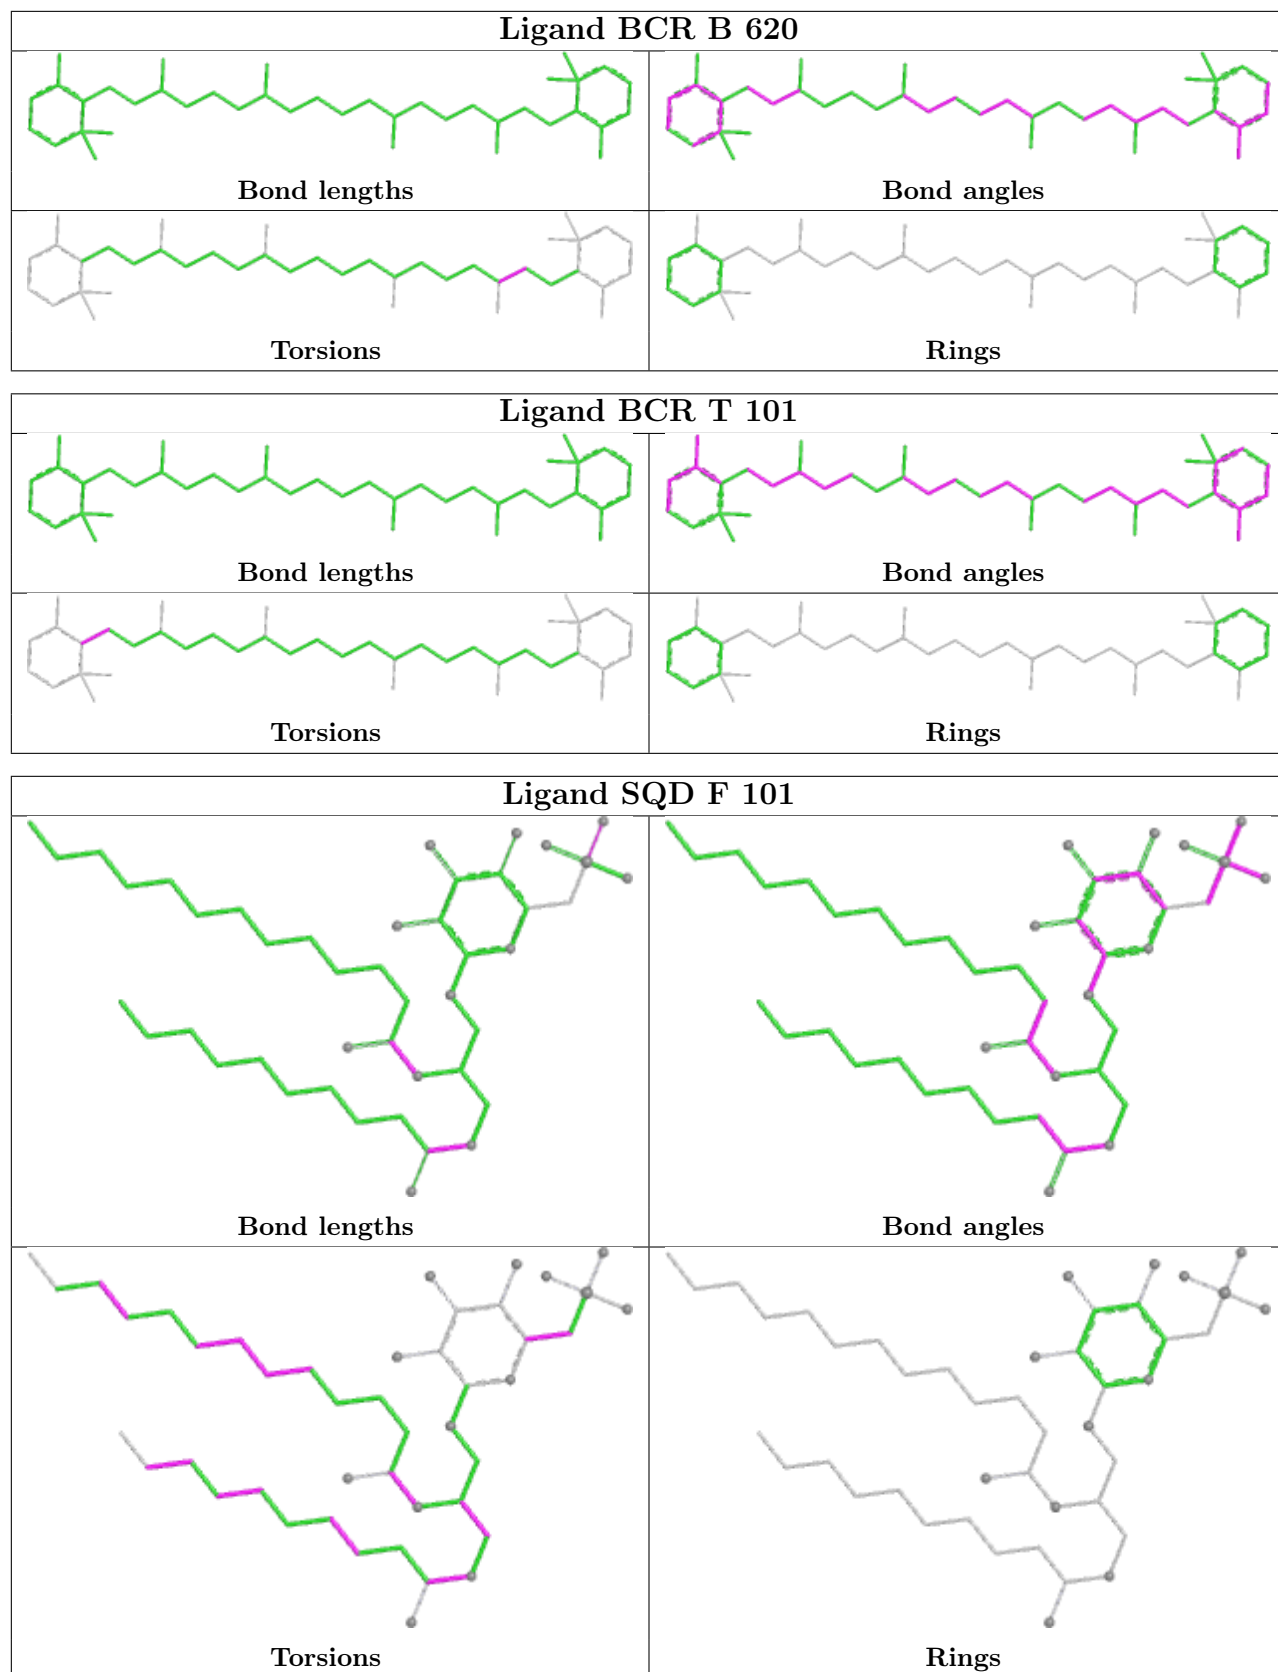 Ligand BCR B 620
Bond lengths
Bond angles
Torsions
Rings
Ligand BCR T 101
Bond lengths
Bond angles
Torsions
Rings
Ligand SQD F 101
Bond lengths
Bond angles
Torsions
Rings